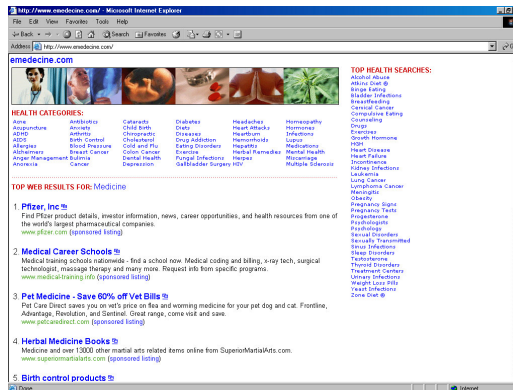 http://www.emedecine.com/ - Microsoft Internet Explorer
File Edit View Favorites Tools Help
Back Search Favorites
Address http://www.emedecine.com/
emedecine.com
HEALTH CATEGORIES:
Acne Antibiotics Cataracts Diabetes Headaches Homeopathy
Acupuncture Anxiety Child Birth Diets Heart Attacks Hormones
ADHD Arthritis Chiropractic Diseases Heartburn Infections
AIDS Birth Control Cholesterol Drug Addiction Hemorrhoids Lupus
Allergies Blood Pressure Cold and Flu Eating Disorders Hepatitis Medications
Alzheimers Breast Cancer Colon Cancer Exercise Herbal Remedies Mental Health
Anger Management Bulimia Dental Health Fungal Infections Herpes Miscarriage
Anorexia Cancer Depression Gallbladder Surgery HIV Multiple Sclerosis
TOP WEB RESULTS FOR: Medicine
1. Pfizer, Inc
Find Pfizer product details, investor information, news, career opportunities, and health resources from one of
the world's largest pharmaceutical companies.
www.pfizer.com (sponsored listing)
2. Medical Career Schools
Medical training schools nationwide - find a school now. Medical coding and billing, x-ray tech, surgical
technologist, massage therapy and many more. Request info from specific programs.
www.medical-training.info (sponsored listing)
3. Pet Medicine - Save 60% off Vet Bills
Pet Care Direct saves you on vet's price on flea and worming medicine for your pet dog and cat. Frontline,
Advantage, Revolution, and Sentinel. Great range, come visit and save.
www.petcaredirect.com (sponsored listing)
4. Herbal Medicine Books
Medicine and over 13000 other martial arts related items online from SuperiorMartialArts.com.
www.superiormartialarts.com (sponsored listing)
5. Birth control products
TOP HEALTH SEARCHES:
Alcohol Abuse
Atkins Diet ®
Binge Eating
Bladder Infections
Breastfeeding
Cervical Cancer
Compulsive Eating
Counseling
Drugs
Exercises
Growth Hormone
HGH
Heart Disease
Heart Failure
Incontinence
Kidney Infections
Leukemia
Lung Cancer
Lymphoma Cancer
Meningitis
Obesity
Pregnancy Signs
Pregnancy Tests
Progesterone
Psychologists
Psychology
Sexual Disorders
Sexually Transmitted
Sinus Infections
Sleep Disorders
Testosterone
Thyroid Disorders
Treatment Centers
Urinary Infections
Weight Loss Pills
Yeast Infections
Zone Diet ®
Done Internet